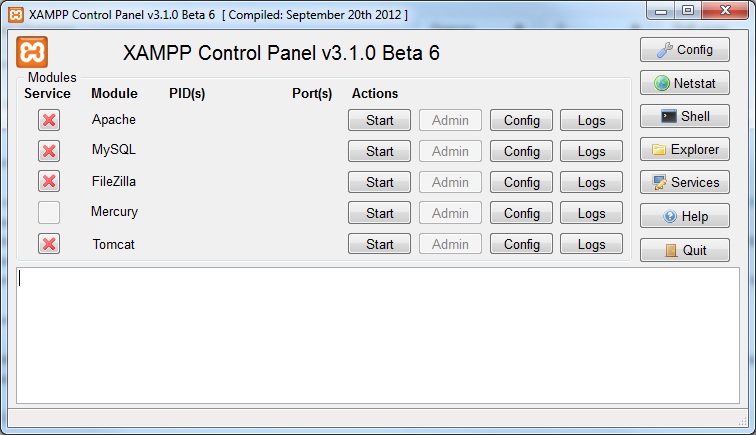 XAMPP Control Panel v3.1.0 Beta 6 [ Compiled: September 20th 2012 ]
XAMPP Control Panel v3.1.0 Beta 6
Config
Modules
Service Module PID(s) Port(s) Actions
Netstat
Apache Start Admin Config Logs
Shell
MySQL Start Admin Config Logs
Explorer
FileZilla Start Admin Config Logs
Services
Mercury Start Admin Config Logs
Help
Tomcat Start Admin Config Logs
Quit